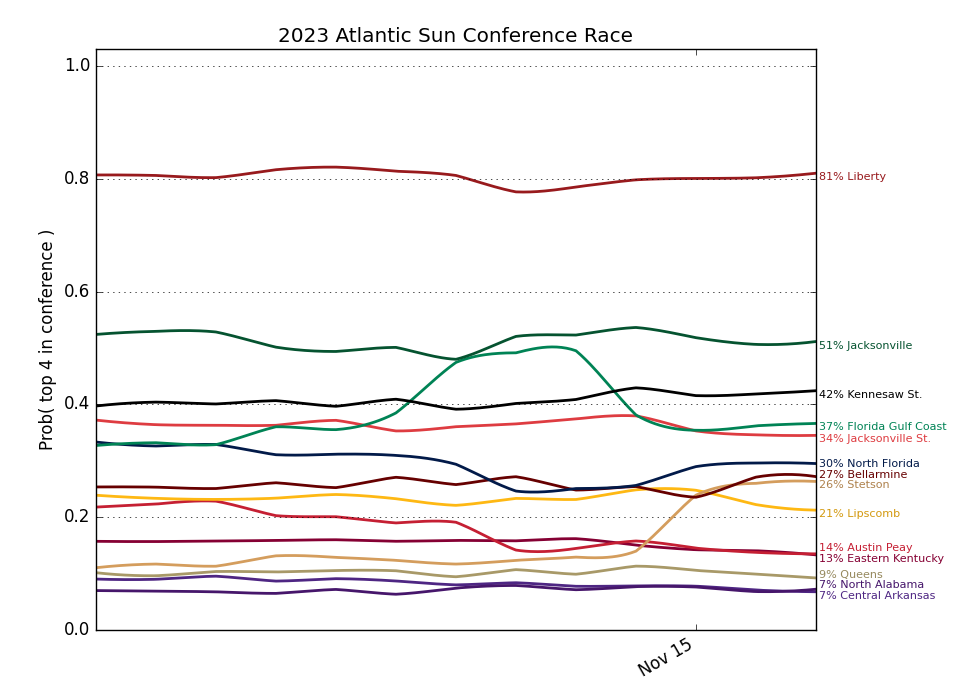 2023 Atlantic Sun Conference Race
Prob( top 4 in conference )
1.0
0.8
0.6
0.4
0.2
0.0
Nov 15
81% Liberty
51% Jacksonville
42% Kennesaw St.
37% Florida Gulf Coast
34% Jacksonville St.
30% North Florida
27% Bellarmine
26% Stetson
21% Lipscomb
14% Austin Peay
13% Eastern Kentucky
9% Queens
7% North Alabama
7% Central Arkansas